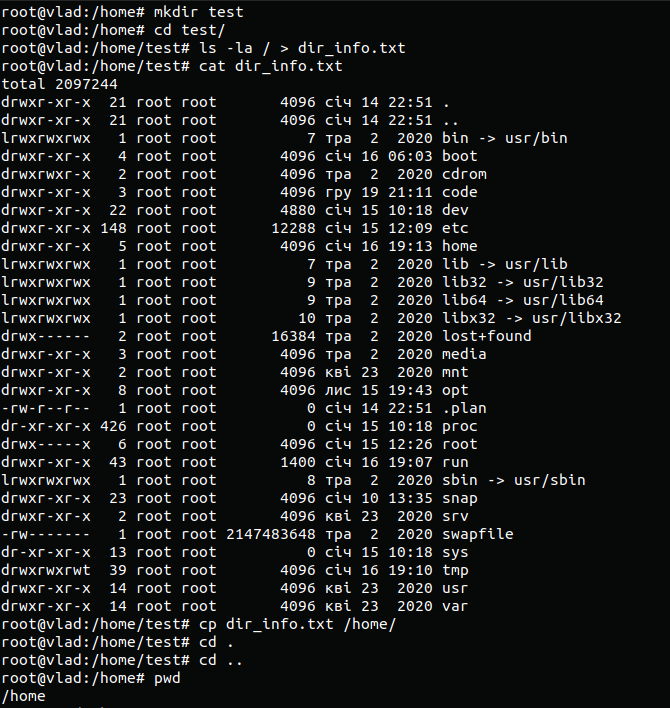 root@vlad:/home# mkdir test
root@vlad:/home# cd test/
root@vlad:/home/test# ls -la / > dir_info.txt
root@vlad:/home/test# cat dir_info.txt
total 2097244
drwxr-xr-x  21 root root       4096 січ 14 22:51 .
drwxr-xr-x  21 root root       4096 січ 14 22:51 ..
lrwxrwxrwx   1 root root          7 тра  2  2020 bin -> usr/bin
drwxr-xr-x   4 root root       4096 січ 16 06:03 boot
drwxrwxr-x   2 root root       4096 тра  2  2020 cdrom
drwxr-xr-x   3 root root       4096 гру 19 21:11 code
drwxr-xr-x  22 root root       4880 січ 15 10:18 dev
drwxr-xr-x 148 root root      12288 січ 15 12:09 etc
drwxr-xr-x   5 root root       4096 січ 16 19:13 home
lrwxrwxrwx   1 root root          7 тра  2  2020 lib -> usr/lib
lrwxrwxrwx   1 root root          9 тра  2  2020 lib32 -> usr/lib32
lrwxrwxrwx   1 root root          9 тра  2  2020 lib64 -> usr/lib64
lrwxrwxrwx   1 root root         10 тра  2  2020 libx32 -> usr/libx32
drwx------   2 root root      16384 тра  2  2020 lost+found
drwxr-xr-x   3 root root       4096 тра  2  2020 media
drwxr-xr-x   2 root root       4096 кві 23  2020 mnt
drwxr-xr-x   8 root root       4096 лис 15 19:43 opt
-rw-r--r--   1 root root          0 січ 14 22:51 .plan
dr-xr-xr-x 426 root root          0 січ 15 10:18 proc
drwx-----x   6 root root       4096 січ 15 12:26 root
drwxr-xr-x  43 root root       1400 січ 16 19:07 run
lrwxrwxrwx   1 root root          8 тра  2  2020 sbin -> usr/sbin
drwxr-xr-x  23 root root       4096 січ 10 13:35 snap
drwxr-xr-x   2 root root       4096 кві 23  2020 srv
-rw-------   1 root root 2147483648 тра  2  2020 swapfile
dr-xr-xr-x  13 root root          0 січ 15 10:18 sys
drwxrwxrwt  39 root root       4096 січ 16 19:10 tmp
drwxr-xr-x  14 root root       4096 кві 23  2020 usr
drwxr-xr-x  14 root root       4096 кві 23  2020 var
root@vlad:/home/test# cp dir_info.txt /home/
root@vlad:/home/test# cd .
root@vlad:/home/test# cd ..
root@vlad:/home# pwd
/home